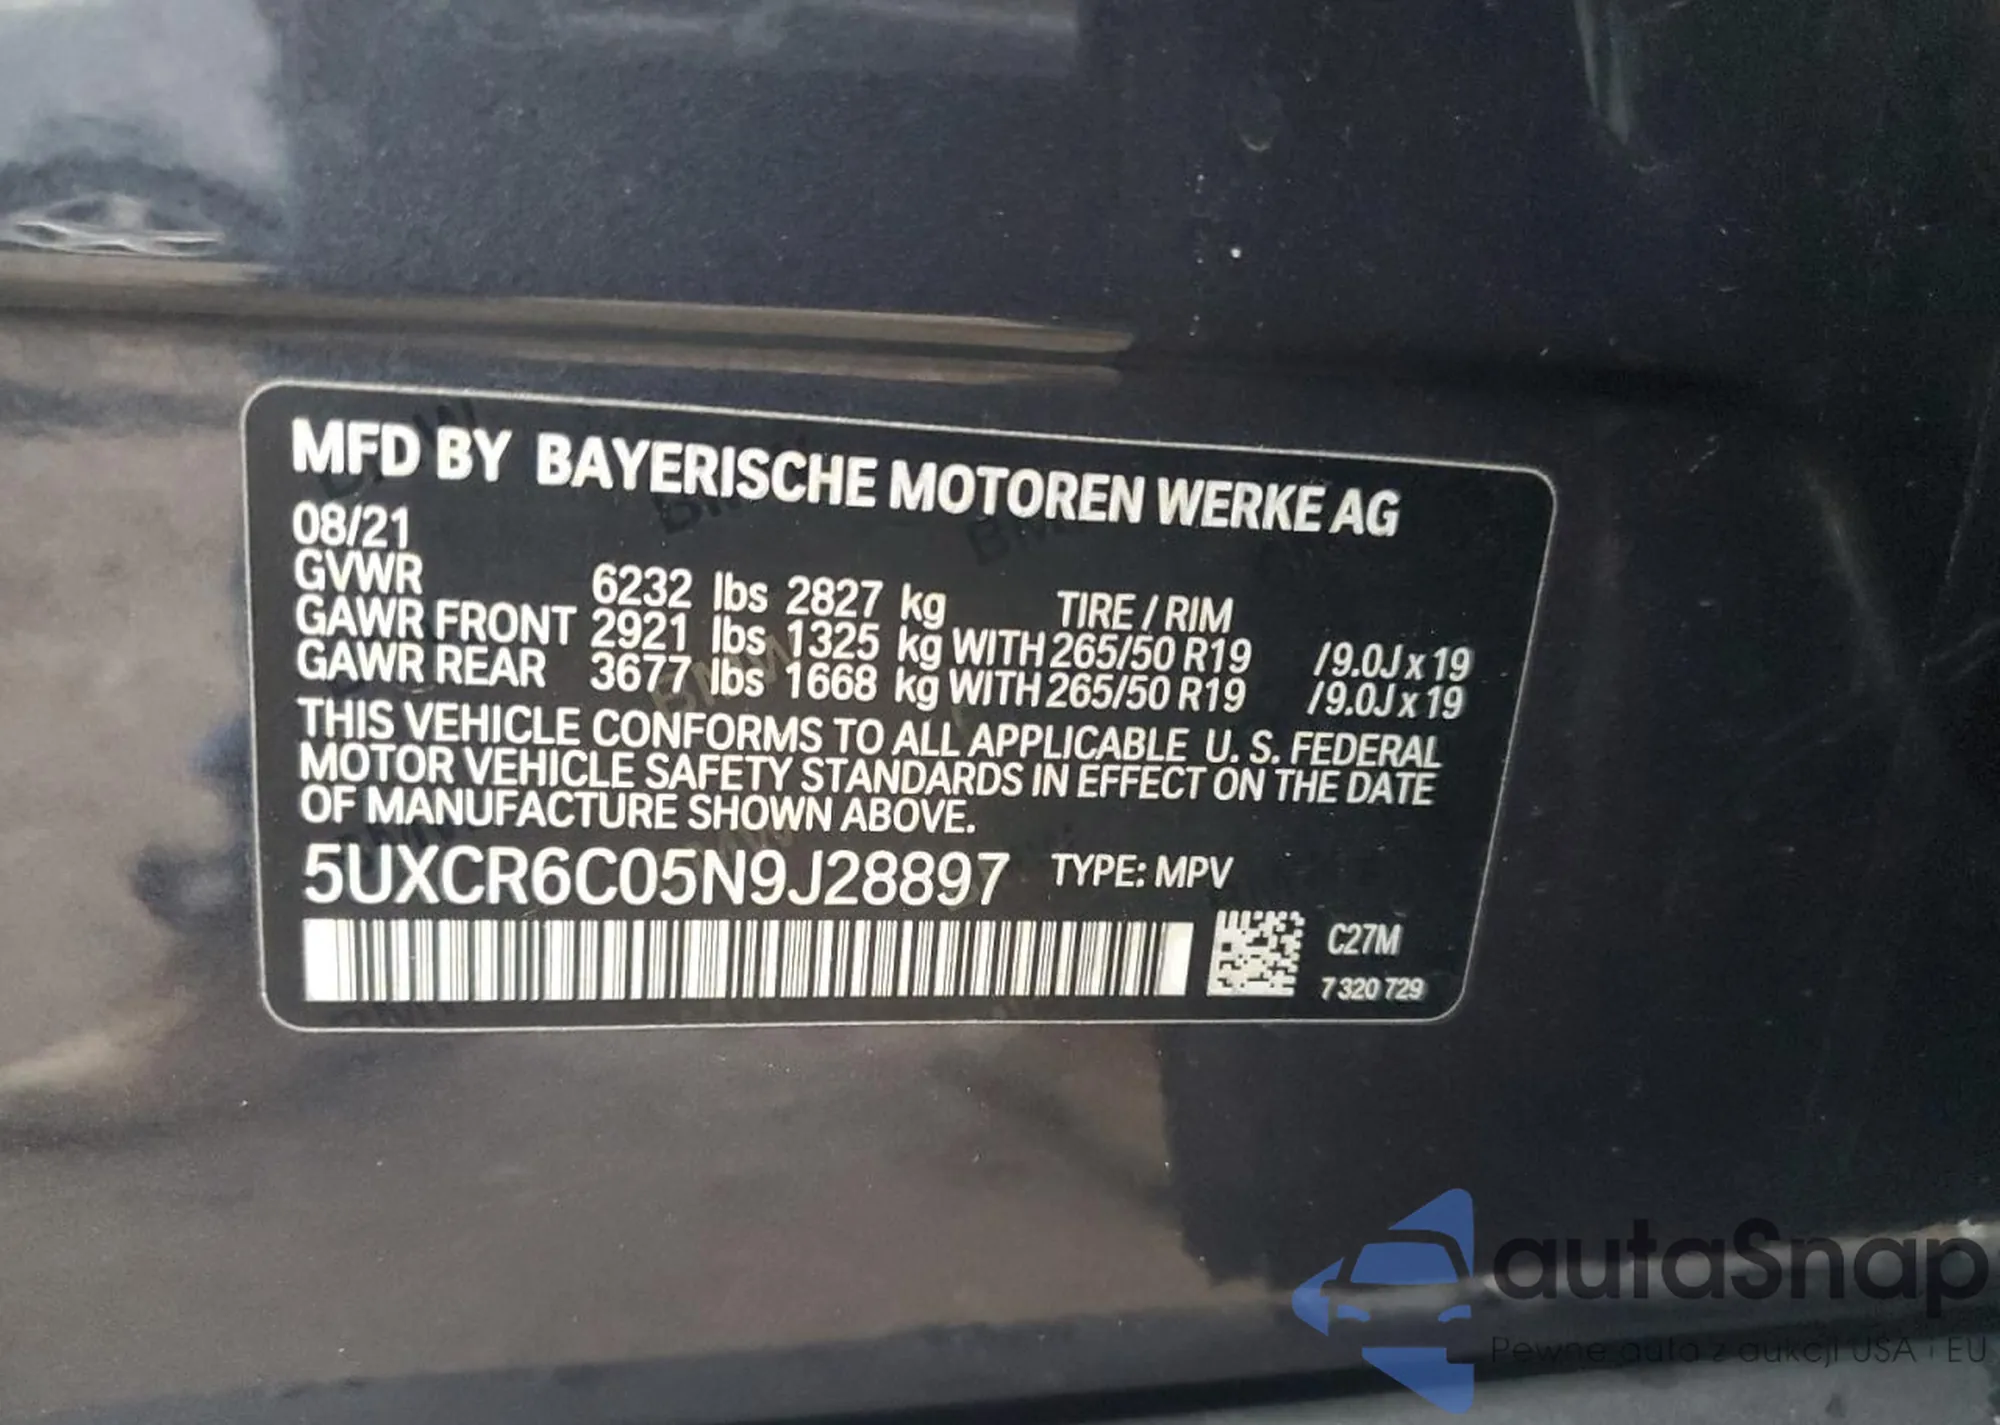 MFD BY BAYERISCHE MOTOREN WERKE AG
08/21
GVWR 6232 lbs 2827 kg TIRE / RIM
GAWR FRONT 2921 lbs 1325 kg WITH 265/50 R19 /9.0J x 19
GAWR REAR 3677 lbs 1668 kg WITH 265/50 R19 /9.0J x 19
THIS VEHICLE CONFORMS TO ALL APPLICABLE U. S. FEDERAL
MOTOR VEHICLE SAFETY STANDARDS IN EFFECT ON THE DATE
OF MANUFACTURE SHOWN ABOVE.
5UXCR6C05N9J28897 TYPE: MPV
C27M
7 320 729
autaSnap
Pewne auta z aukcji USA i EU